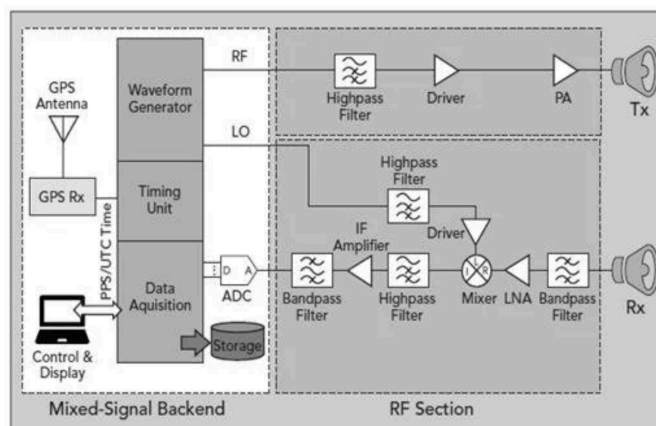 RF
GPS
Antenna
Waveform
Generator
Highpass
Filter
Driver
PA
Tx
LO
Highpass
Filter
GPS Rx
Timing
Unit
PPS/UTC Time
IF
Amplifier
Driver
Data
Aquisition
D A
ADC
I L R
Bandpass
Filter
Highpass
Filter
Mixer
LNA
Bandpass
Filter
Rx
Control &
Display
Storage
Mixed-Signal Backend
RF Section